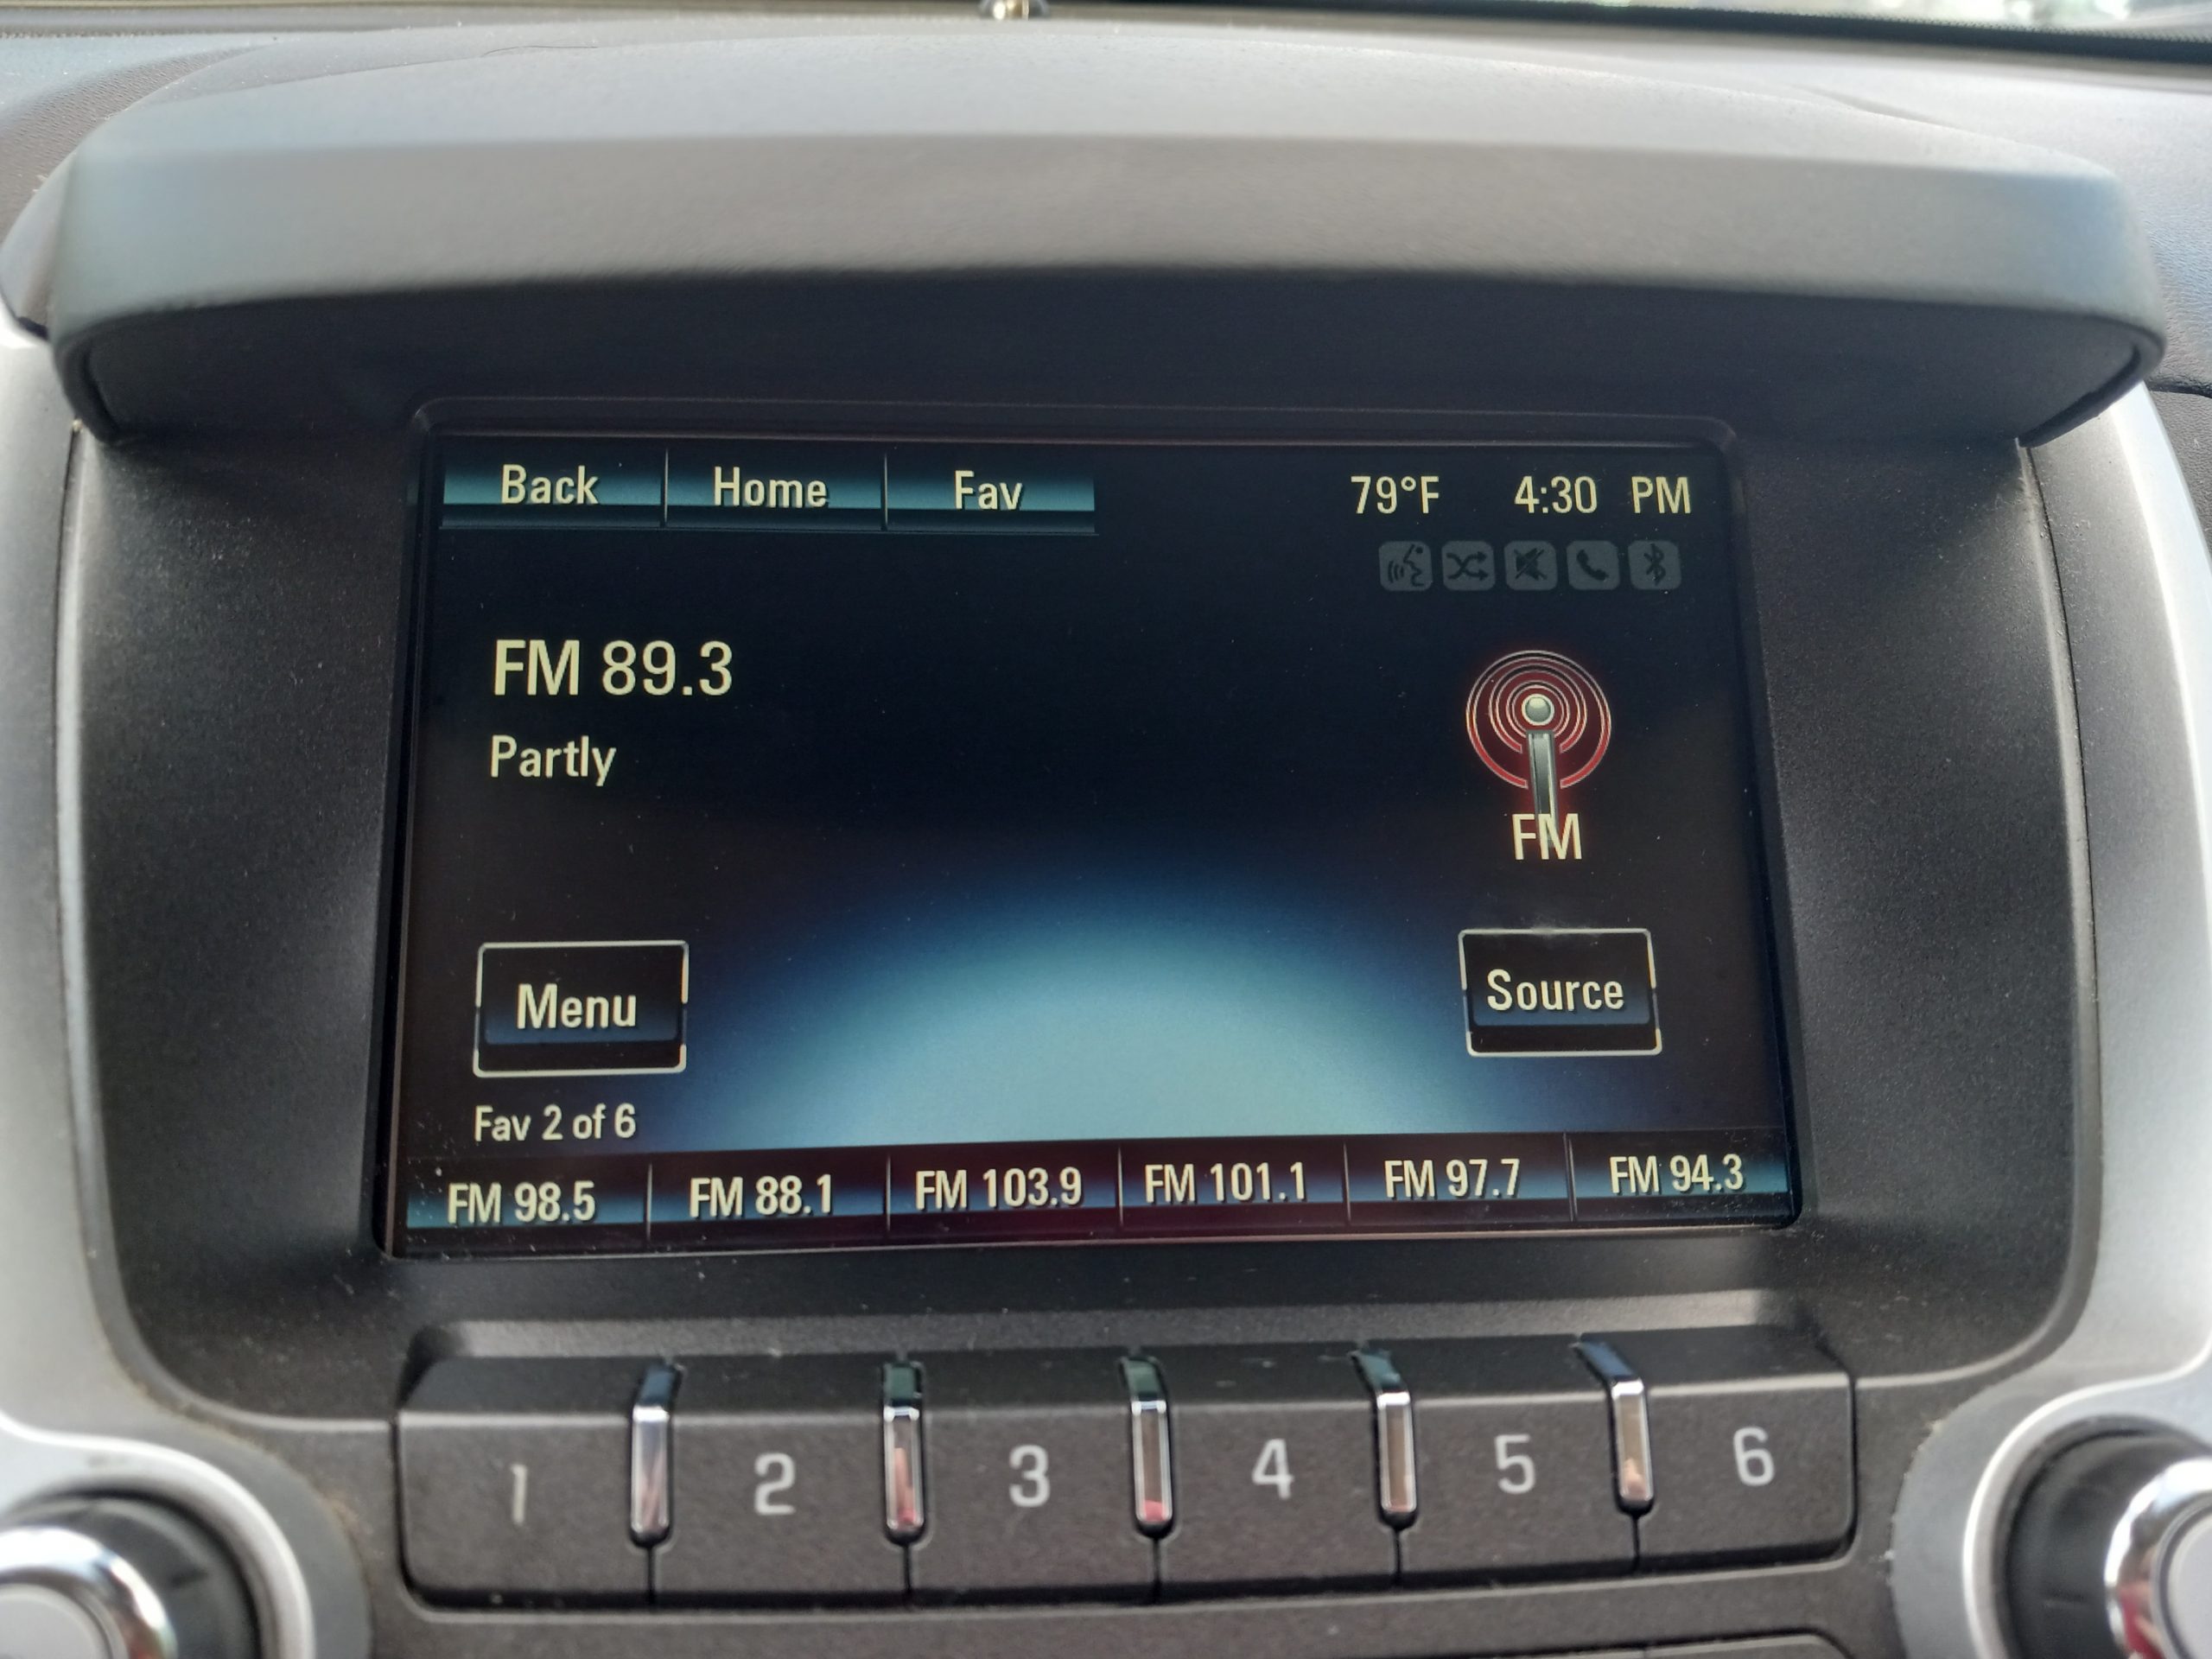 Back Home Fav 79°F 4:30 PM
FM 89.3
Partly
FM
Menu Source
Fav 2 of 6
FM 98.5 FM 88.1 FM 103.9 FM 101.1 FM 97.7 FM 94.3
1 2 3 4 5 6